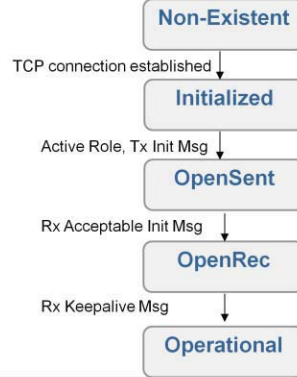 Non-Existent
TCP connection established
Initialized
Active Role, Tx Init Msg
OpenSent
Rx Acceptable Init Msg
OpenRec
Rx Keepalive Msg
Operational